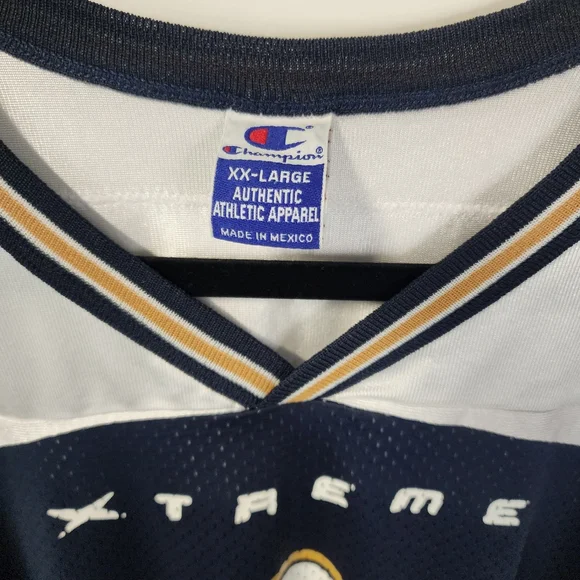 Champion
XX-LARGE
AUTHENTIC
ATHLETIC APPAREL
MADE IN MEXICO
XTREME